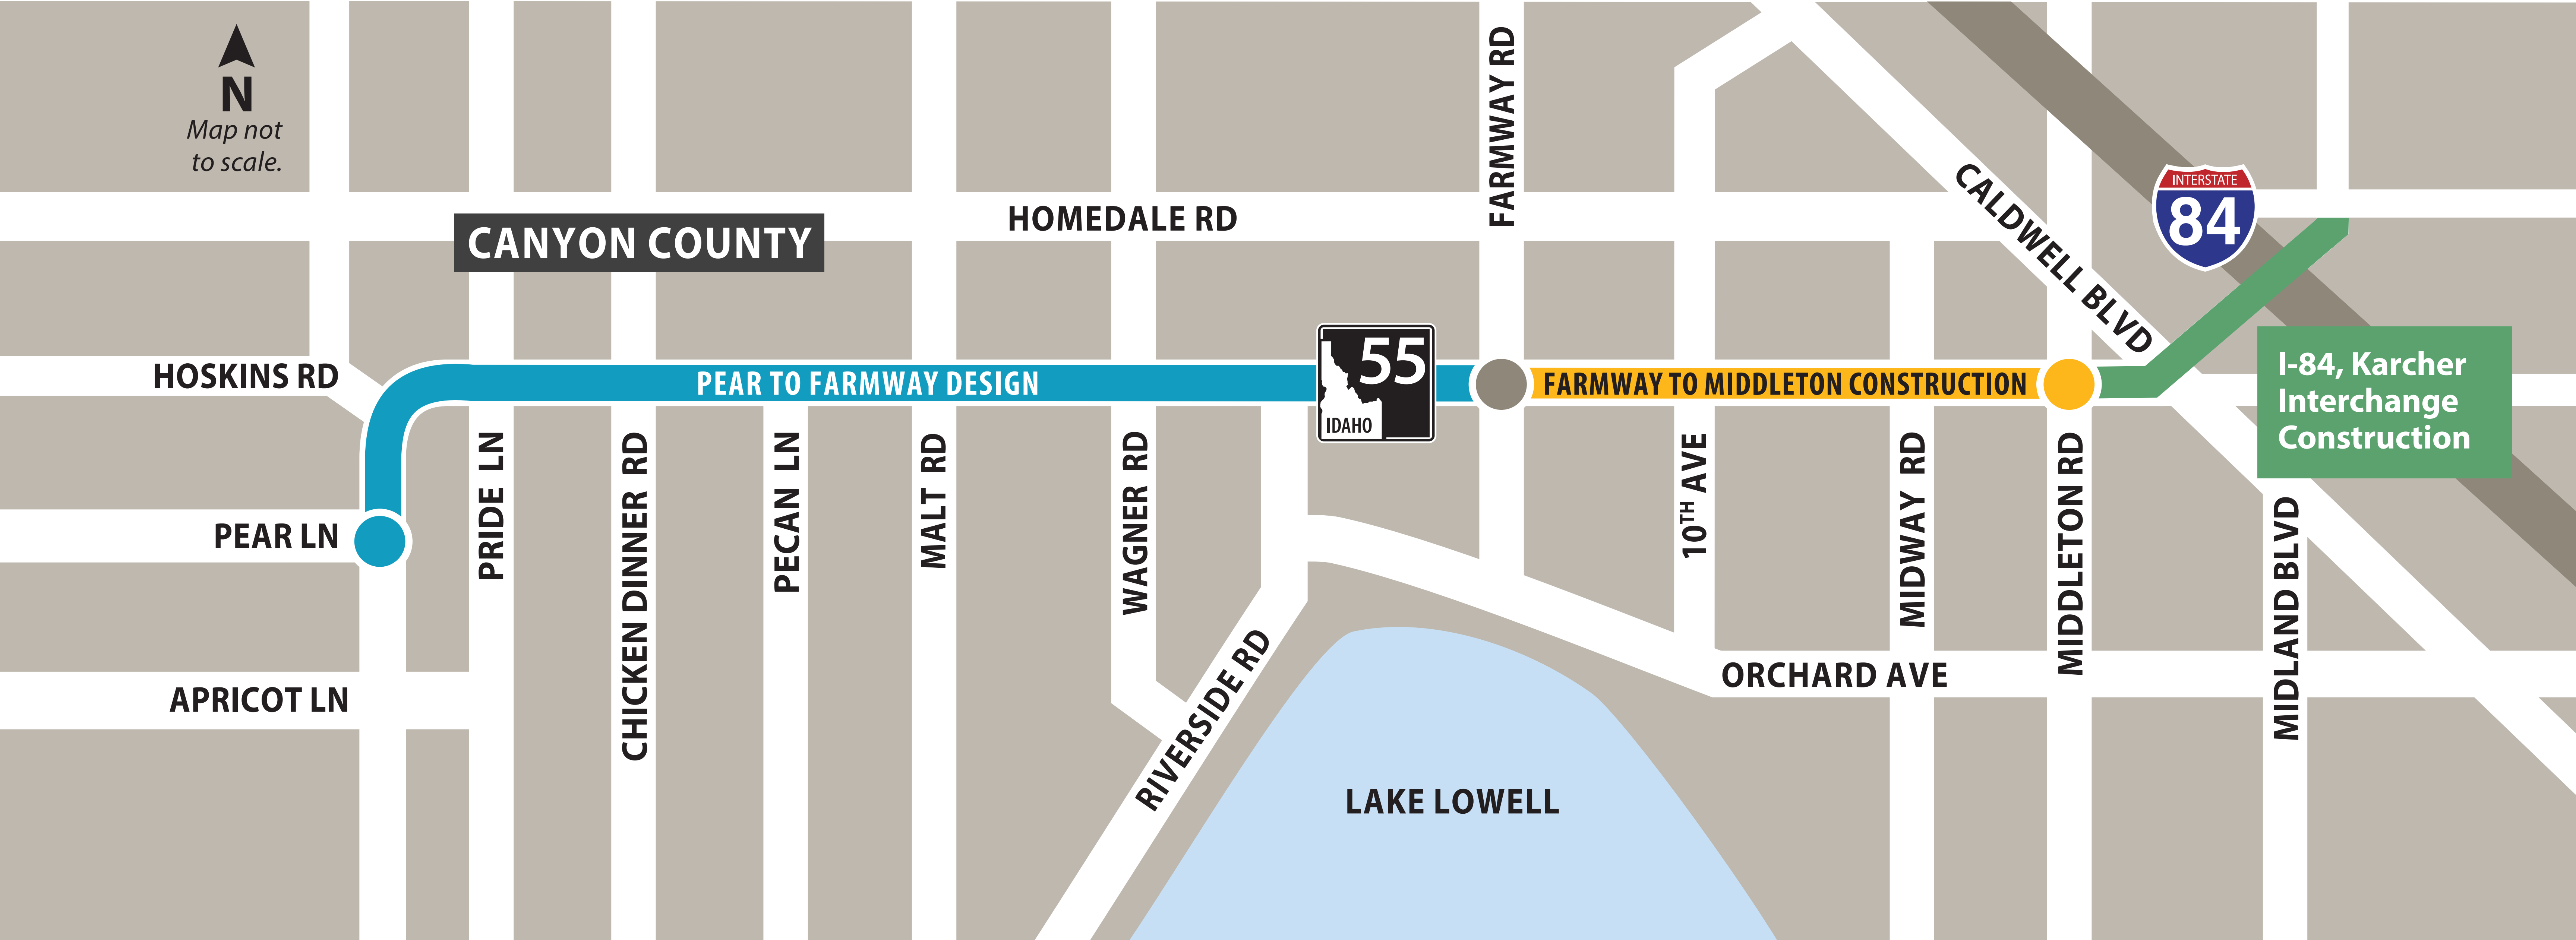 N
Map not
to scale.
CANYON COUNTY
HOMEDALE RD
FARMWAY RD
CALDWELL BLVD
INTERSTATE
84
HOSKINS RD
PEAR TO FARMWAY DESIGN
55
IDAHO
FARMWAY TO MIDDLETON CONSTRUCTION
I-84, Karcher
Interchange
Construction
PEAR LN
PRIDE LN
CHICKEN DINNER RD
PECAN LN
MALT RD
WAGNER RD
10TH AVE
MIDWAY RD
MIDDLETON RD
MIDLAND BLVD
APRICOT LN
RIVERSIDE RD
ORCHARD AVE
LAKE LOWELL